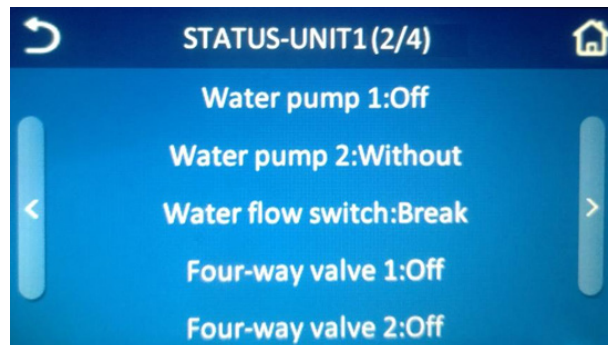 STATUS-UNIT1(2/4)
Water pump 1:Off
Water pump 2:Without
Water flow switch:Break
Four-way valve 1:Off
Four-way valve 2:Off